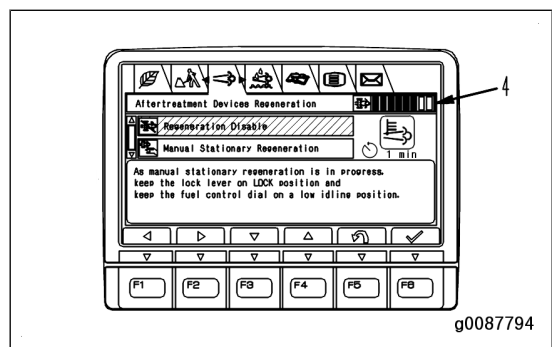 4
Aftertreatment Devices Regeneration
Regeneration Disable
Manual Stationary Regeneration
1 min
As manual stationary regeneration is in progress.
keep the lock lever on LOCK position and
keep the fuel control dial on a low idling position.
F1 F2 F3 F4 F5 F6
g0087794